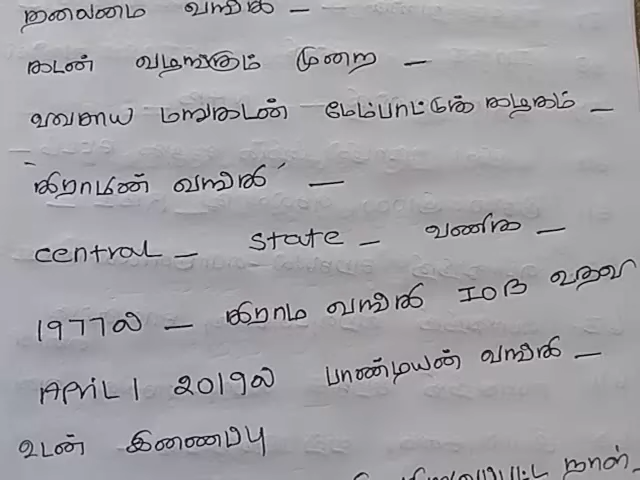 தலைமை வங்கி –
கடன் வழங்கும் முறை –
மறுகடன் மேம்பாட்டுக் கழகம் –
'கிராமின் வங்கி' –
central – state – வணிக –
1977ல் – கிராம வங்கி IOB உதவி
APRIL 1 2019ல் பாண்டியன் வங்கி –
உடன் இணைப்பு
நாள்.